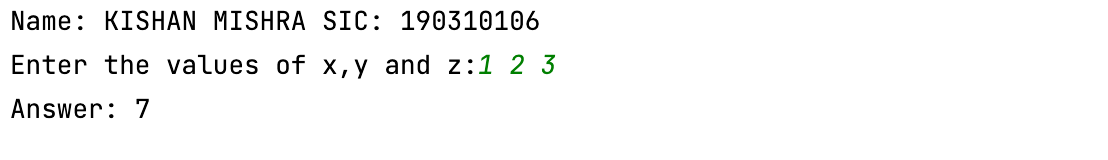 Name: KISHAN MISHRA SIC: 190310106
Enter the values of x,y and z:1 2 3
Answer: 7